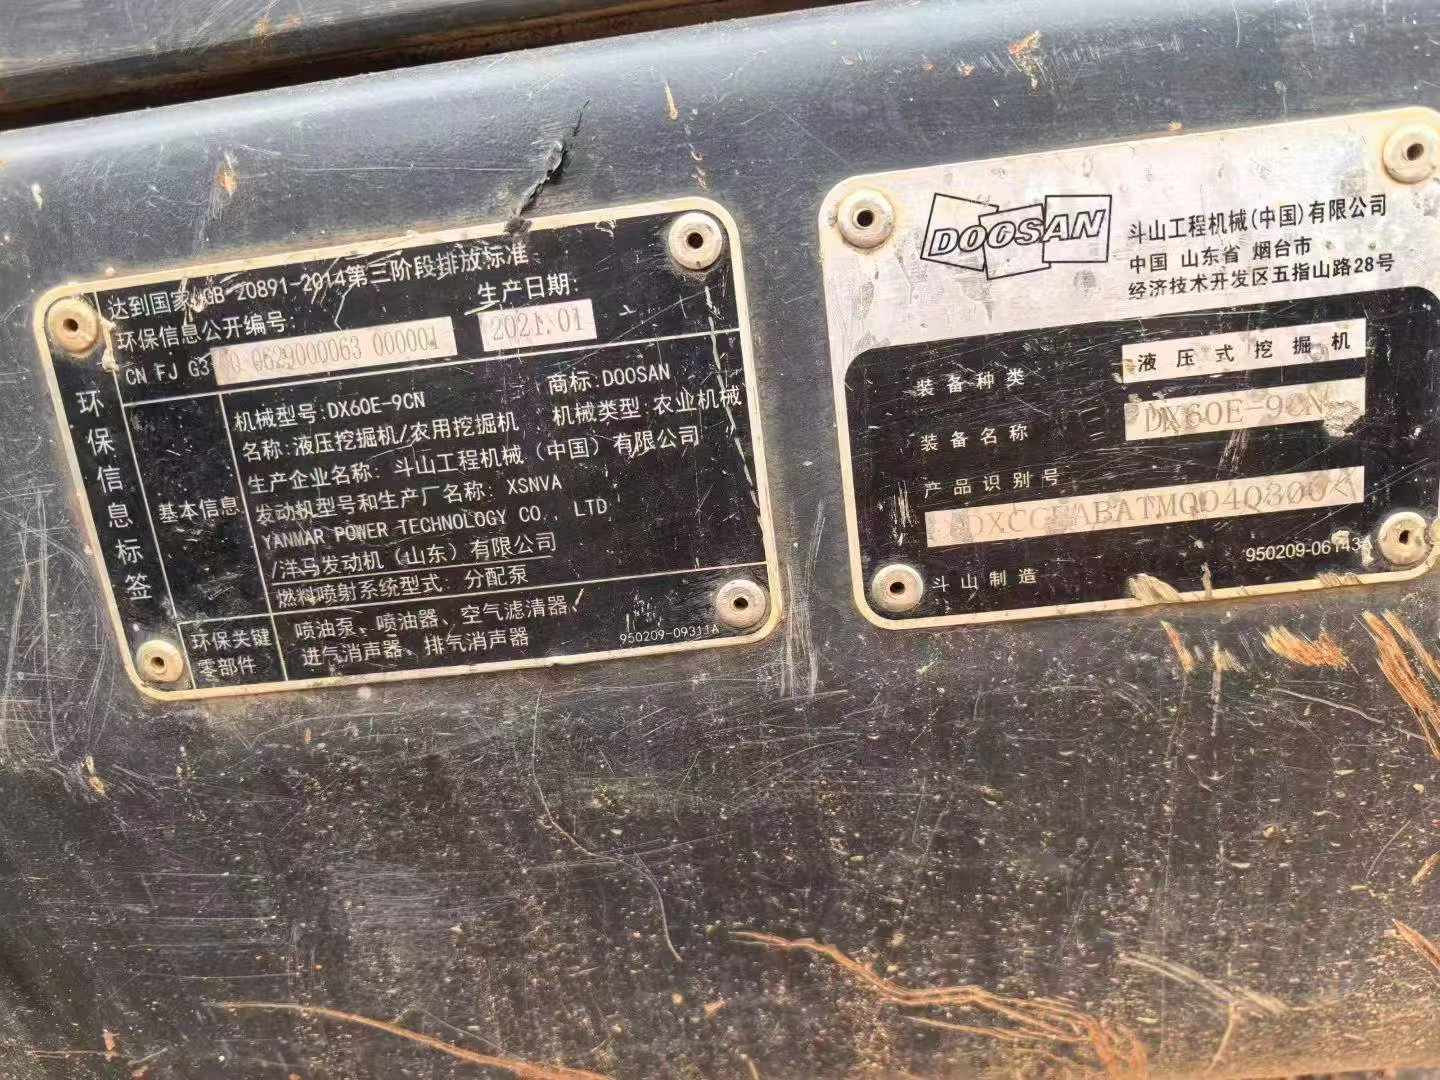 达到国家 GB 20891-2014第三阶段排放标准
环保信息公开编号:
生产日期:
CN FJ G3 0 0629000063 000001
2021.01
环保信息标签
基本信息
机械型号:DX60E-9CN
商标:DOOSAN
名称:液压挖掘机/农用挖掘机
机械类型:农业机械
生产企业名称: 斗山工程机械(中国)有限公司
发动机型号和生产厂名称: XSNVA
YANMAR POWER TECHNOLOGY CO., LTD
/洋马发动机(山东)有限公司
燃料喷射系统型式: 分配泵
环保关键
零部件
喷油泵、喷油器、空气滤清器、
进气消声器、排气消声器
950209-09311A
DOOSAN
斗山工程机械(中国)有限公司
中国 山东省 烟台市
经济技术开发区五指山路28号
装备种类
液压式挖掘机
装备名称
DX60E-9CN
产品识别号
斗山制造
950209-06143A